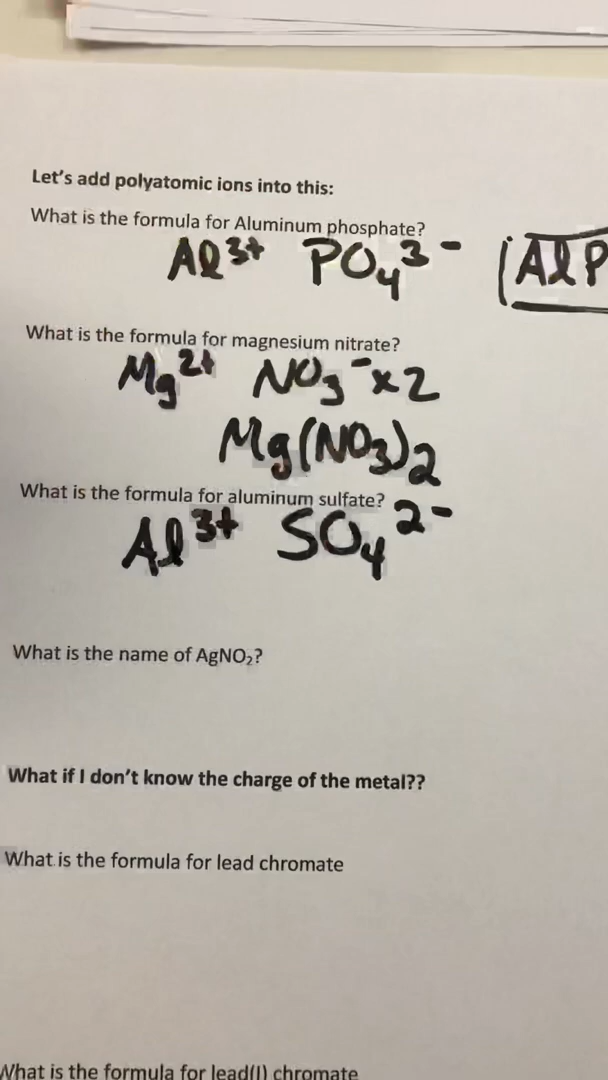 Let's add polyatomic ions into this:
What is the formula for Aluminum phosphate?
Al³⁺ PO₄³⁻ AlP
What is the formula for magnesium nitrate?
Mg²⁺ NO₃⁻ x2
Mg(NO₃)₂
What is the formula for aluminum sulfate?
Al³⁺ SO₄²⁻
What is the name of AgNO₂?
What if I don't know the charge of the metal??
What is the formula for lead chromate
What is the formula for lead(I) chromate